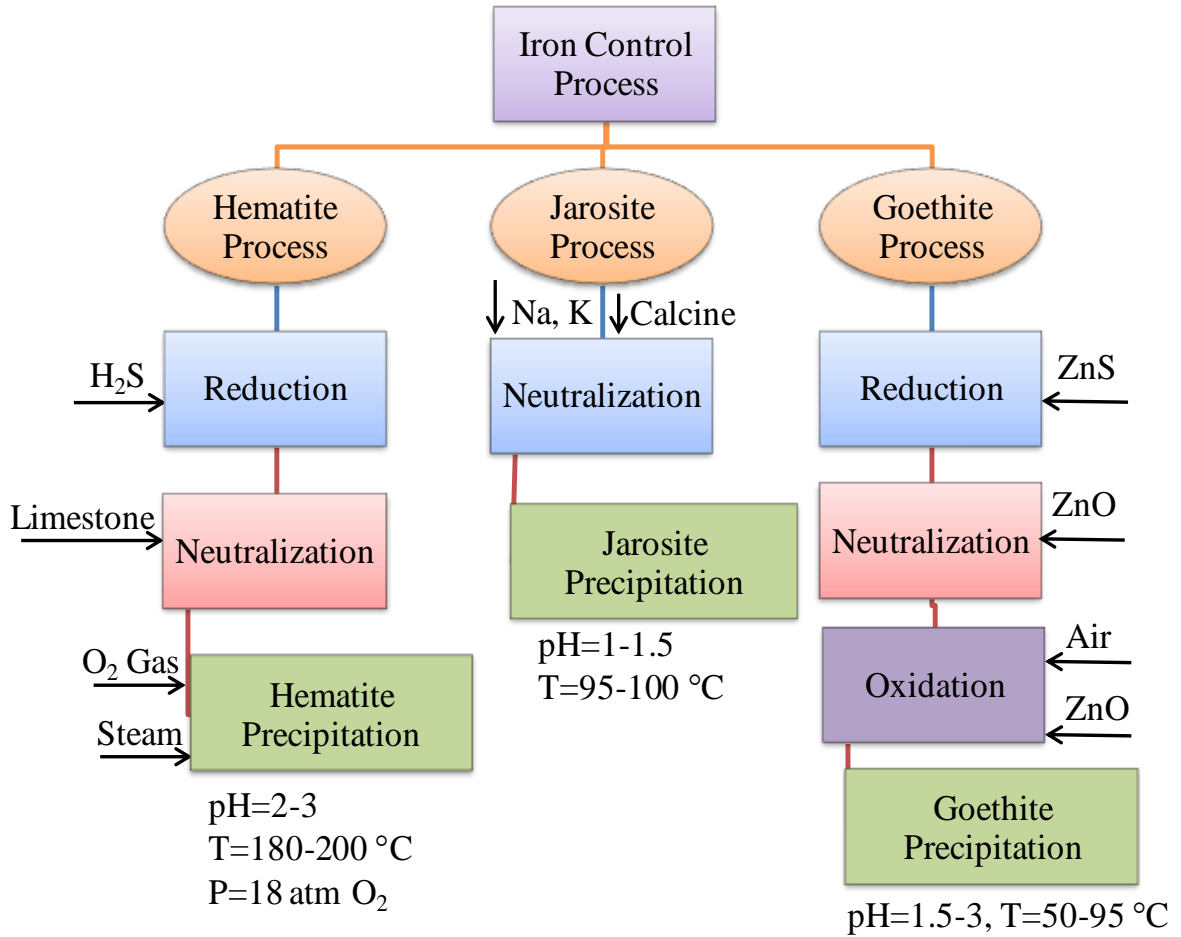 Iron Control
Process
Hematite
Process
Jarosite
Process
Goethite
Process
Na, K
Calcine
H₂S
Reduction
Neutralization
Reduction
ZnS
Limestone
Neutralization
Jarosite
Precipitation
Neutralization
ZnO
O₂ Gas
Steam
Hematite
Precipitation
pH=1-1.5
T=95-100 °C
Oxidation
Air
ZnO
pH=2-3
T=180-200 °C
P=18 atm O₂
Goethite
Precipitation
pH=1.5-3, T=50-95 °C